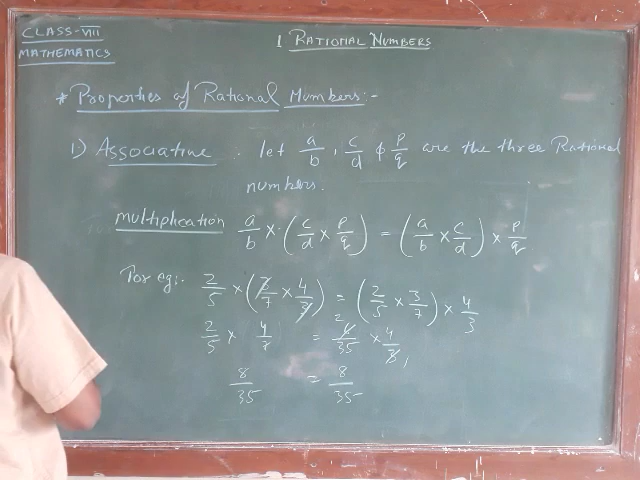 CLASS-VIII
MATHEMATICS
1 RATIONAL NUMBERS
* Properties of Rational Numbers:-
1) Associative . let a/b, c/d & p/q are the three Rational
numbers.
multiplication a/b × (c/d × p/q) = (a/b × c/d) × p/q
For eg:- 2/5 × (3/7 × 4/3) = (2/5 × 3/7) × 4/3
2/5 × 4/7 = 6/35 × 4/3
8/35 = 8/35